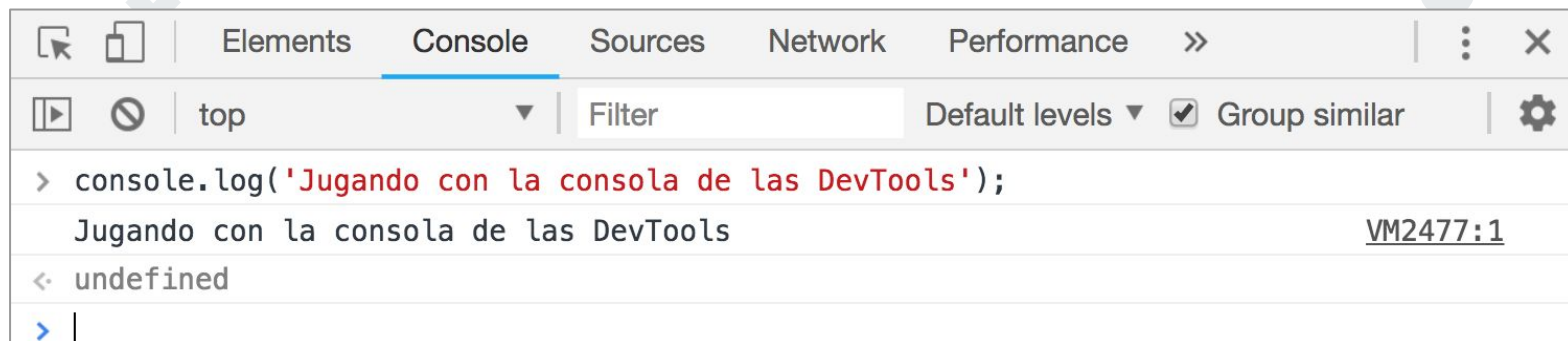 Elements Console Sources Network Performance »
top ▼ Filter Default levels ▼ Group similar
> console.log('Jugando con la consola de las DevTools');
Jugando con la consola de las DevTools VM2477:1
<· undefined
>